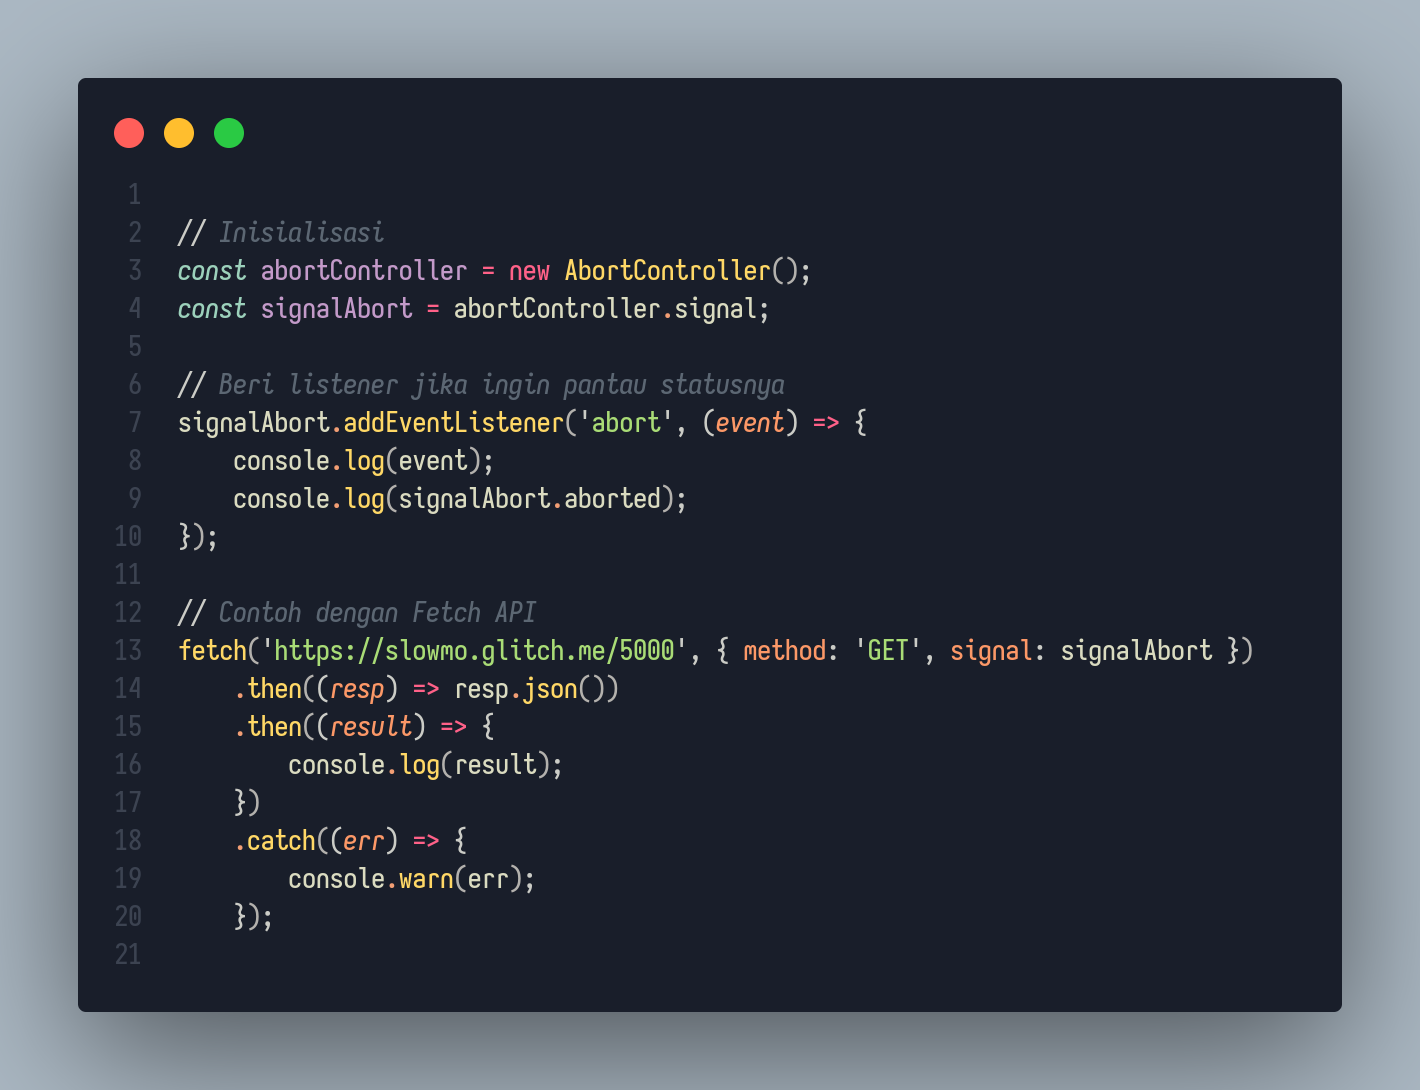 1
2 // Inisialisasi
3 const abortController = new AbortController();
4 const signalAbort = abortController.signal;
5
6 // Beri listener jika ingin pantau statusnya
7 signalAbort.addEventListener('abort', (event) => {
8     console.log(event);
9     console.log(signalAbort.aborted);
10 });
11
12 // Contoh dengan Fetch API
13 fetch('https://slowmo.glitch.me/5000', { method: 'GET', signal: signalAbort })
14     .then((resp) => resp.json())
15     .then((result) => {
16         console.log(result);
17     })
18     .catch((err) => {
19         console.warn(err);
20     });
21